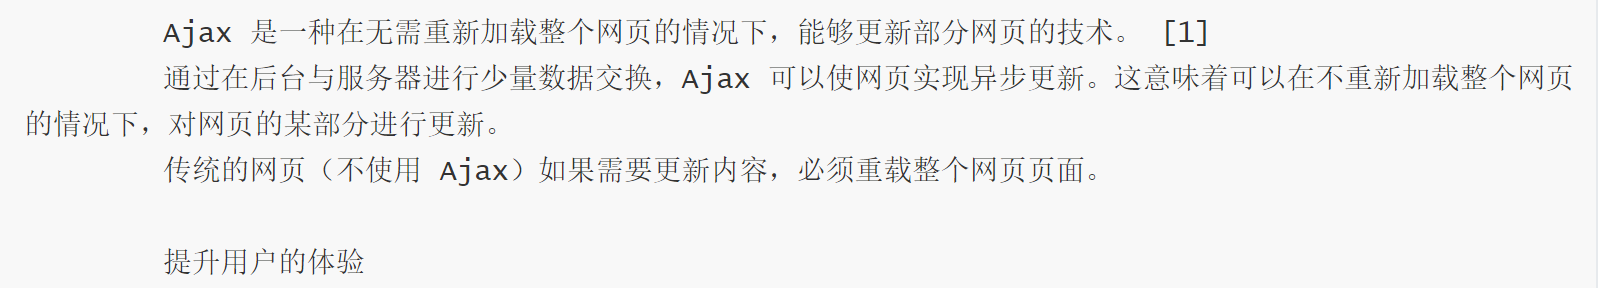 Ajax 是一种在无需重新加载整个网页的情况下，能够更新部分网页的技术。 [1]
通过在后台与服务器进行少量数据交换，Ajax 可以使网页实现异步更新。这意味着可以在不重新加载整个网页
的情况下，对网页的某部分进行更新。
传统的网页（不使用 Ajax）如果需要更新内容，必须重载整个网页页面。
提升用户的体验